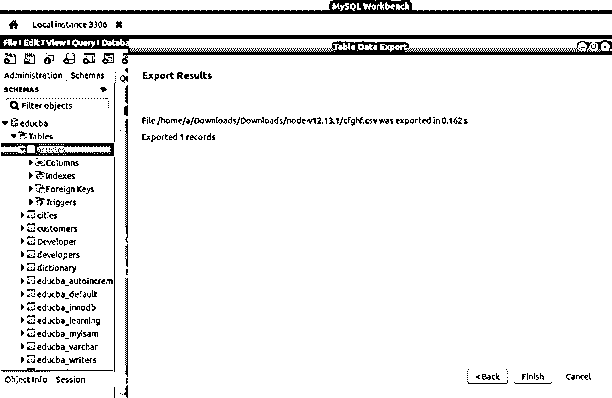 MySQL Workbench
Local instance 3306
File Edit View Query Databa
Table Data Export
Administration Schemas
SCHEMAS
Filter objects
educba
Tables
articles
Columns
Indexes
Foreign Keys
Triggers
cities
customers
Developer
developers
dictionary
educba_autoincrem
educba_default
educba_innodb
educba_learning
educba_myisam
educba_varchar
educba_writers
Object Info Session
Export Results
File /home/a/Downloads/Downloads/node-v12.13.1/cfghf.csv was exported in 0.162 s
Exported 1 records
< Back Finish Cancel